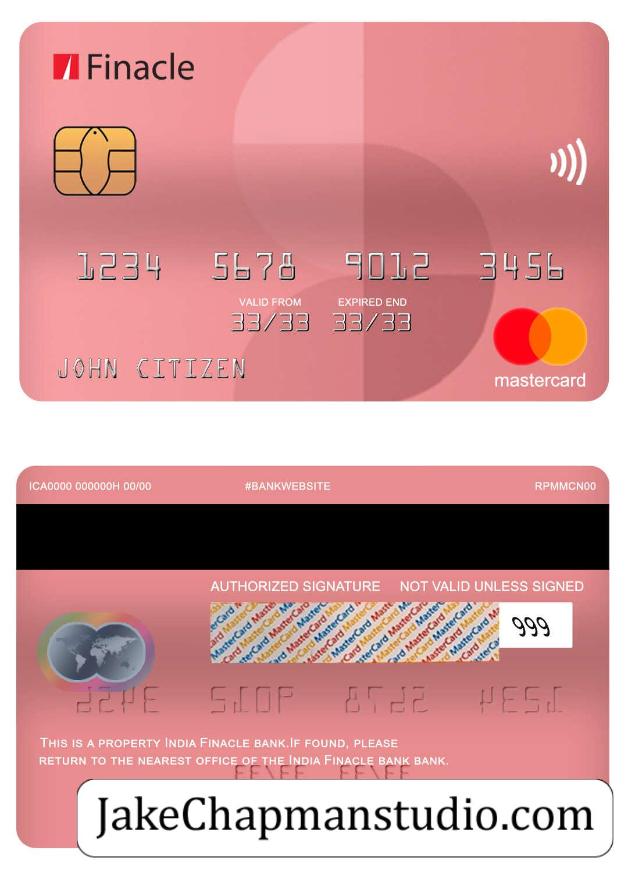 Finacle
1234 5678 9012 3456
VALID FROM EXPIRED END
33/33 33/33
JOHN CITIZEN
mastercard
ICA0000 000000H 00/00 #BANKWEBSITE RPMMCN00
AUTHORIZED SIGNATURE NOT VALID UNLESS SIGNED
999
THIS IS A PROPERTY INDIA FINACLE BANK.IF FOUND, PLEASE
RETURN TO THE NEAREST OFFICE OF THE INDIA FINACLE BANK BANK.
JakeChapmanstudio.com